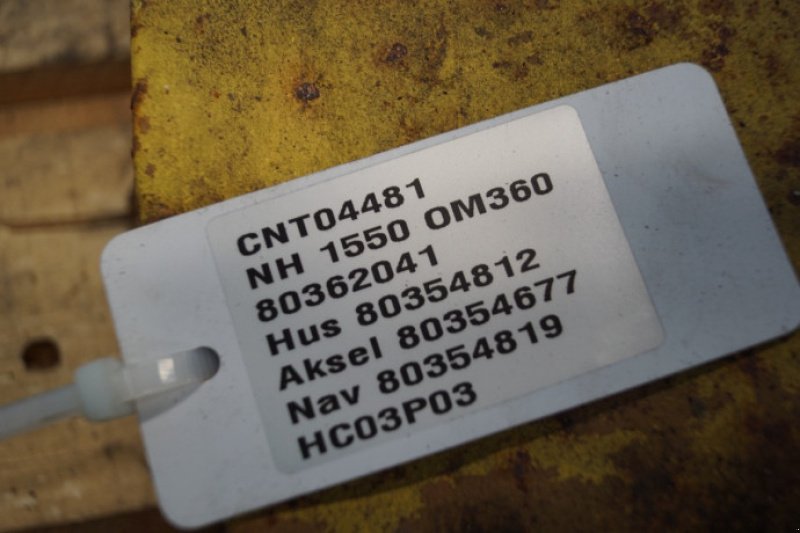 CNT04481
NH 1550 OM360
80362041
Hus 80354812
Aksel 80354677
Nav 80354819
HC03P03